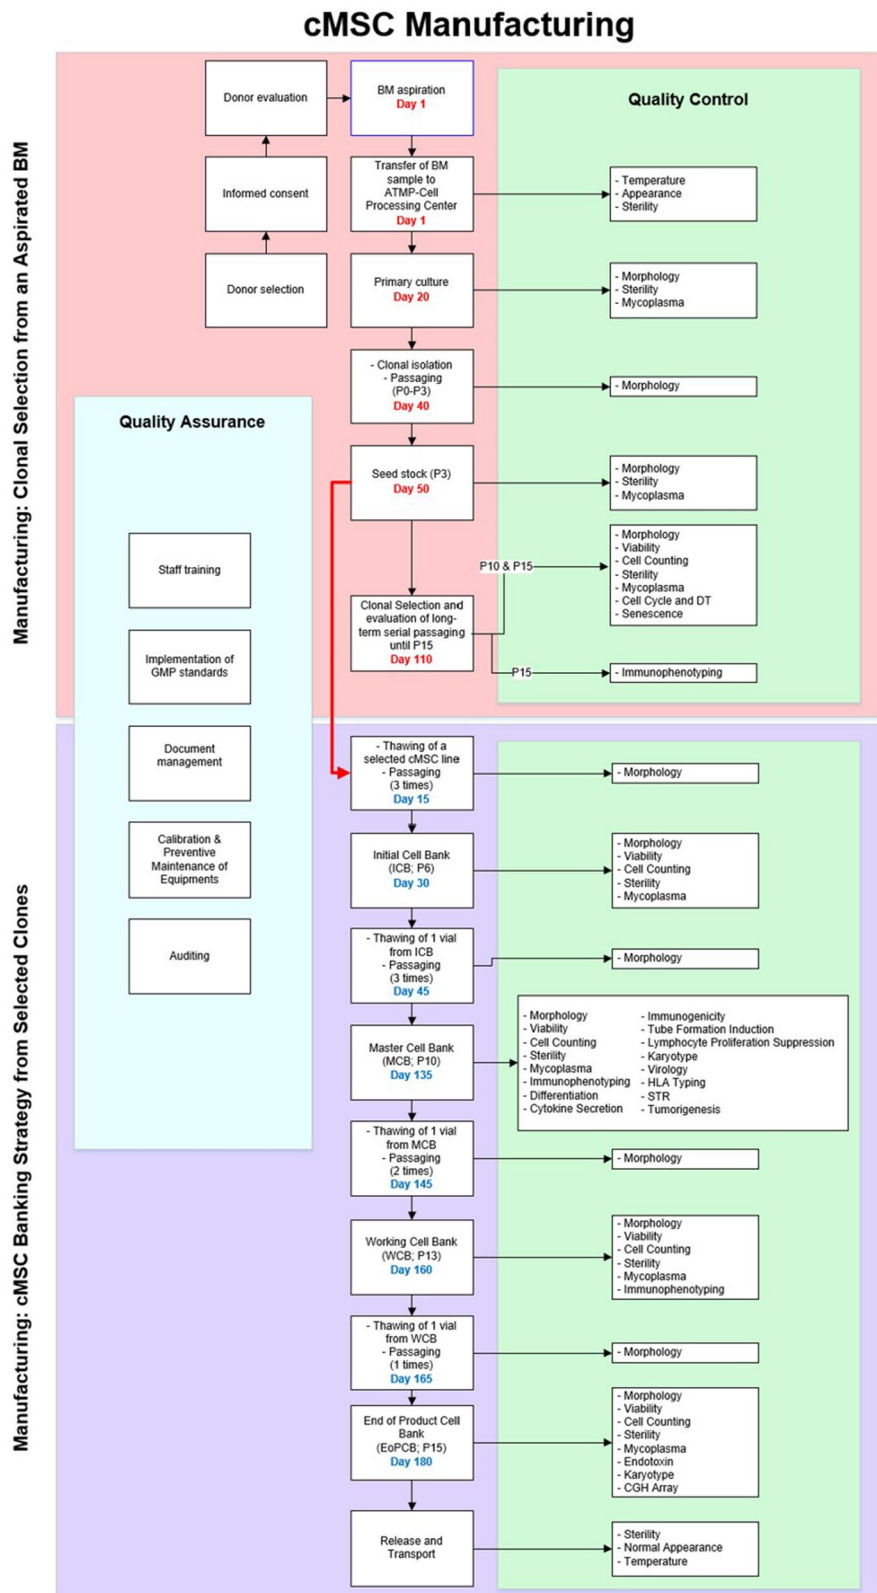 cMSC Manufacturing
Manufacturing: Clonal Selection from an Aspirated BM
Donor evaluation
Informed consent
Donor selection
BM aspiration
Day 1
Transfer of BM
sample to
ATMP-Cell
Processing Center
Day 1
Primary culture
Day 20
- Clonal isolation
- Passaging
(P0-P3)
Day 40
Seed stock (P3)
Day 50
Clonal Selection and
evaluation of long-
term serial passaging
until P15
Day 110
P10 & P15
P15
Quality Control
- Temperature
- Appearance
- Sterility
- Morphology
- Sterility
- Mycoplasma
- Morphology
- Morphology
- Sterility
- Mycoplasma
- Morphology
- Viability
- Cell Counting
- Sterility
- Mycoplasma
- Cell Cycle and DT
- Senescence
- Immunophenotyping
Quality Assurance
Staff training
Implementation of
GMP standards
Document
management
Calibration &
Preventive
Maintenance of
Equipments
Auditing
Manufacturing: cMSC Banking Strategy from Selected Clones
- Thawing of a
selected cMSC line
- Passaging
(3 times)
Day 15
- Morphology
Initial Cell Bank
(ICB; P6)
Day 30
- Morphology
- Viability
- Cell Counting
- Sterility
- Mycoplasma
- Thawing of 1 vial
from ICB
- Passaging
(3 times)
Day 45
- Morphology
Master Cell Bank
(MCB; P10)
Day 135
- Morphology
- Viability
- Cell Counting
- Sterility
- Mycoplasma
- Immunophenotyping
- Differentiation
- Cytokine Secretion
- Immunogenicity
- Tube Formation Induction
- Lymphocyte Proliferation Suppression
- Karyotype
- Virology
- HLA Typing
- STR
- Tumorigenesis
- Thawing of 1 vial
from MCB
- Passaging
(2 times)
Day 145
- Morphology
Working Cell Bank
(WCB; P13)
Day 160
- Morphology
- Viability
- Cell Counting
- Sterility
- Mycoplasma
- Immunophenotyping
- Thawing of 1 vial
from WCB
- Passaging
(1 times)
Day 165
- Morphology
End of Product Cell
Bank
(EoPCB; P15)
Day 180
- Morphology
- Viability
- Cell Counting
- Sterility
- Mycoplasma
- Endotoxin
- Karyotype
- CGH Array
Release and
Transport
- Sterility
- Normal Appearance
- Temperature